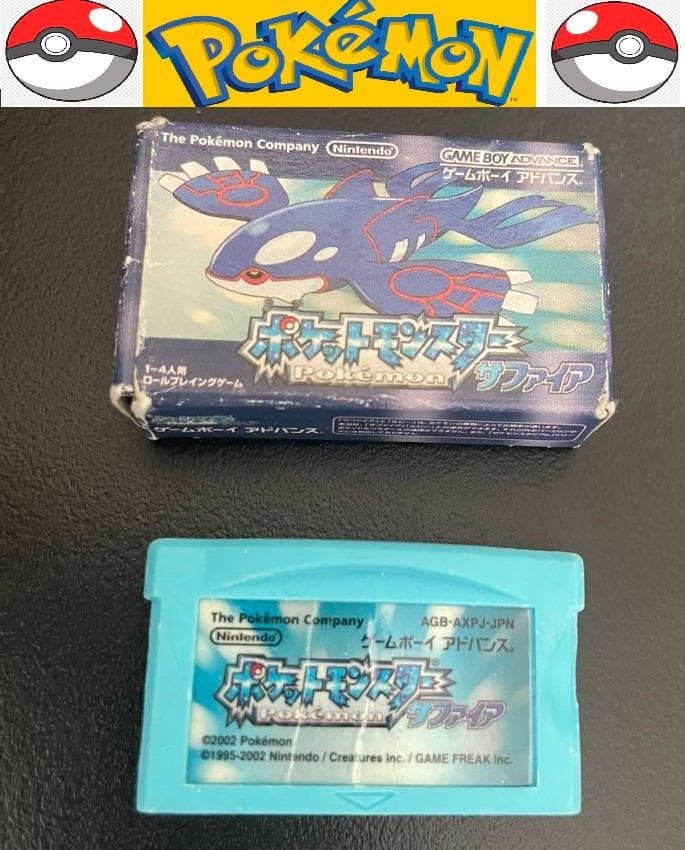 POKéMON
TM
The Pokémon Company Nintendo
GAME BOY ADVANCE
ゲームボーイ アドバンス
ポケットモンスター
Pokémon
サファイア
1~4人用
ロールプレイングゲーム
ゲームボーイ アドバンス
The Pokémon Company
AGB-AXPJ-JPN
Nintendo
ゲームボーイ アドバンス
ポケットモンスター
Pokémon
サファイア
©2002 Pokémon
©1995-2002 Nintendo / Creatures Inc. / GAME FREAK inc.